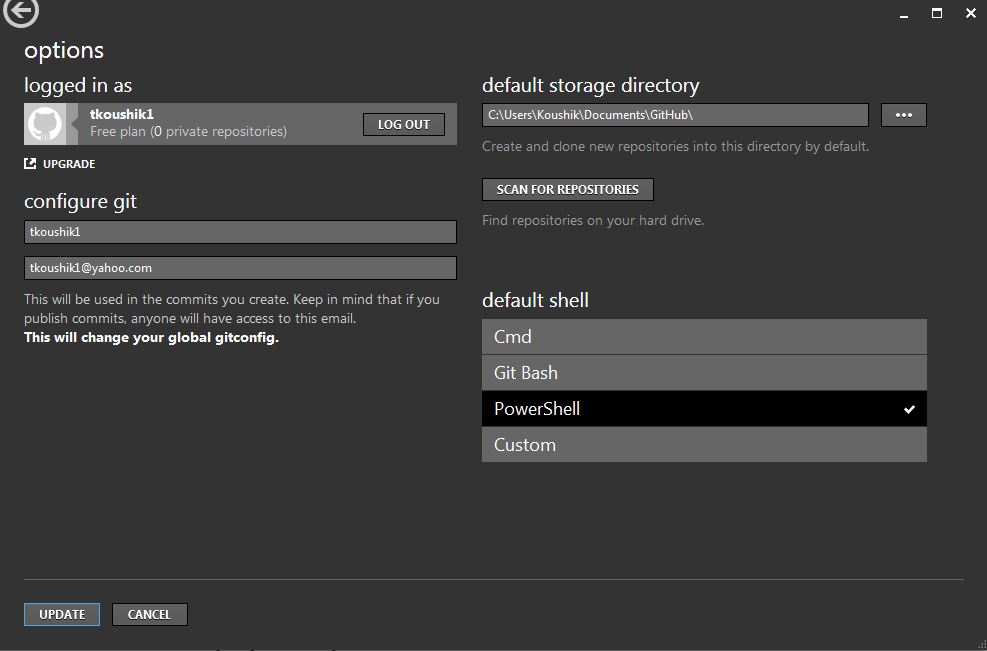 options
logged in as
tkoushik1
Free plan (0 private repositories)
LOG OUT
UPGRADE
configure git
tkoushik1
tkoushik1@yahoo.com
This will be used in the commits you create. Keep in mind that if you
publish commits, anyone will have access to this email.
This will change your global gitconfig.
default storage directory
C:\Users\Koushik\Documents\GitHub\
...
Create and clone new repositories into this directory by default.
SCAN FOR REPOSITORIES
Find repositories on your hard drive.
default shell
Cmd
Git Bash
PowerShell
Custom
UPDATE
CANCEL